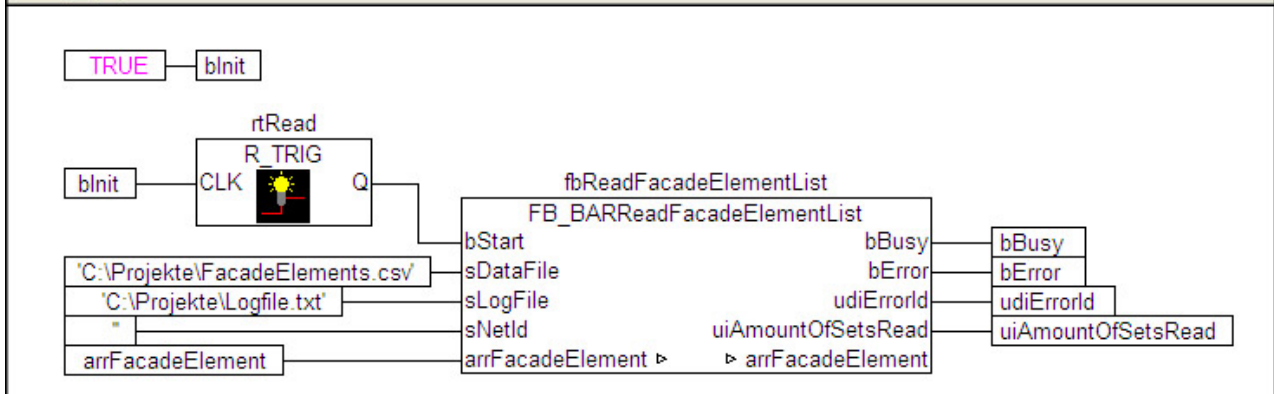 TRUE bInit
rtRead
R_TRIG
bInit CLK Q
fbReadFacadeElementList
FB_BARReadFacadeElementList
bStart bBusy bBusy
'C:\Projekte\FacadeElements.csv' sDataFile bError bError
'C:\Projekte\Logfile.txt' sLogFile udiErrorId udiErrorId
'' sNetId uiAmountOfSetsRead uiAmountOfSetsRead
arrFacadeElement arrFacadeElement ▷ ▷ arrFacadeElement